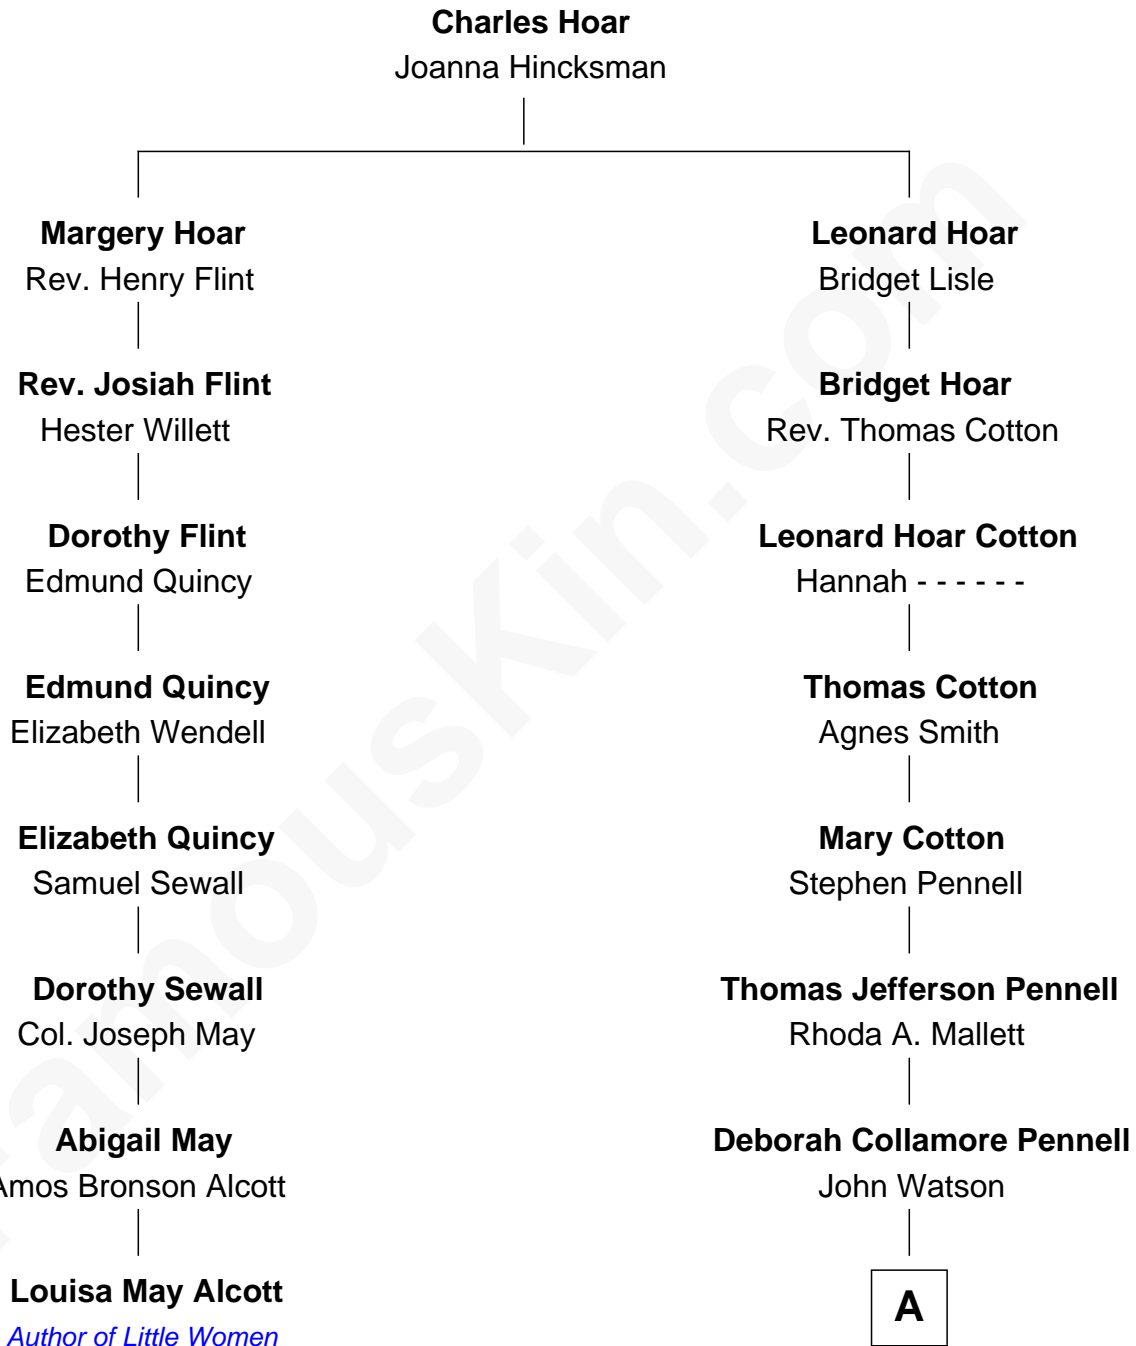 Charles Hoar
Joanna Hincksman
Margery Hoar
Rev. Henry Flint
Leonard Hoar
Bridget Lisle
Rev. Josiah Flint
Hester Willett
Bridget Hoar
Rev. Thomas Cotton
Dorothy Flint
Edmund Quincy
Leonard Hoar Cotton
Hannah - - - - - -
Edmund Quincy
Elizabeth Wendell
Thomas Cotton
Agnes Smith
Elizabeth Quincy
Samuel Sewall
Mary Cotton
Stephen Pennell
Dorothy Sewall
Col. Joseph May
Thomas Jefferson Pennell
Rhoda A. Mallett
Abigail May
Amos Bronson Alcott
Deborah Collamore Pennell
John Watson
Louisa May Alcott
Author of Little Women
A
FamousKin.com